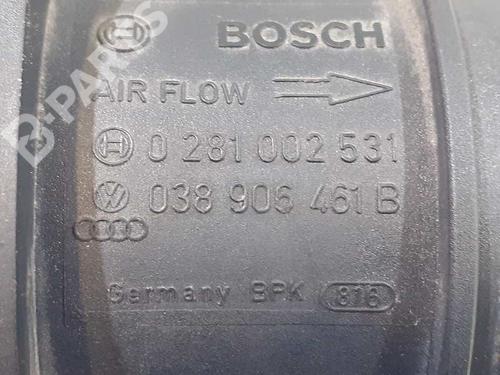 BOSCH
AIR FLOW
0 281 002 531
038 906 461 B
Germany BPK 816
B-PARTS